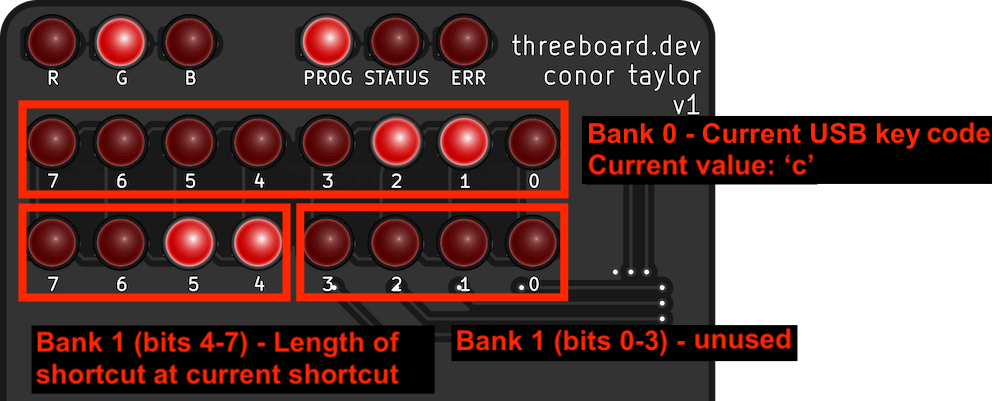 threeboard.dev
conor taylor
v1
R G B PROG STATUS ERR
7 6 5 4 3 2 1 0
Bank 0 - Current USB key code
Current value: ‘c’
7 6 5 4 3 2 1 0
Bank 1 (bits 4-7) - Length of
shortcut at current shortcut
Bank 1 (bits 0-3) - unused